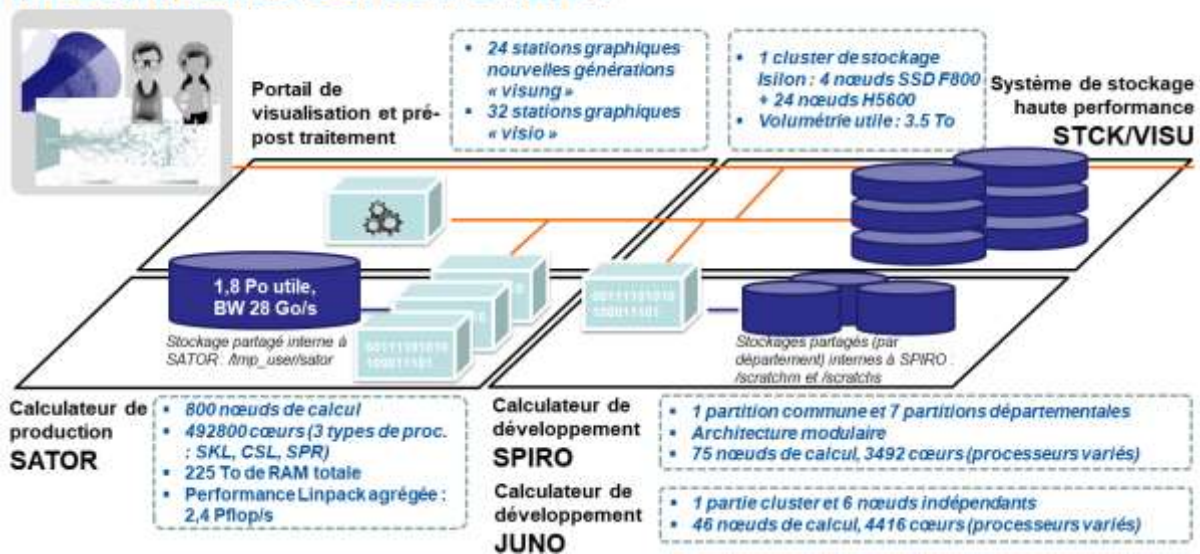 Portail de
visualisation et pré-
post traitement
• 24 stations graphiques
nouvelles générations
« visung »
• 32 stations graphiques
« visio »
• 1 cluster de stockage
Isilon : 4 nœuds SSD F800
+ 24 nœuds H5600
• Volumétrie utile : 3.5 To
Système de stockage
haute performance
STCK/VISU
1,8 Po utile,
BW 28 Go/s
Stockage partagé interne à
SATOR : /tmp_user/sator
00111101010
100011101
00111101010
100011101
Stockages partagés (par
département) internes à SPIRO :
/scratchm et /scratchs
Calculateur de
production
SATOR
• 800 nœuds de calcul
• 492800 cœurs (3 types de proc.
: SKL, CSL, SPR)
• 225 To de RAM totale
• Performance Linpack agrégée :
2,4 Pflop/s
Calculateur de
développement
SPIRO
• 1 partition commune et 7 partitions départementales
• Architecture modulaire
• 75 nœuds de calcul, 3492 cœurs (processeurs variés)
Calculateur de
développement
JUNO
• 1 partie cluster et 6 nœuds indépendants
• 46 nœuds de calcul, 4416 cœurs (processeurs variés)